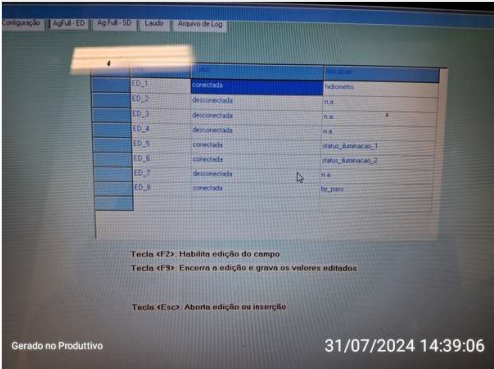 Configuração AgFull - ED Ag Full - SD Laudo Arquivo de Log
ED_1 conectada hidrometro
ED_2 desconectada n.a
ED_3 desconectada n.a
ED_4 desconectada n.a
ED_5 conectada status_iluminacao_1
ED_6 conectada status_iluminacao_2
ED_7 desconectada n.a
ED_8 conectada by_pass
Tecla <F2>: Habilita edição do campo
Tecla <F9>: Encerra a edição e grava os valores editados
Tecla <Esc>: Aborta edição ou inserção
Gerado no Produttivo 31/07/2024 14:39:06